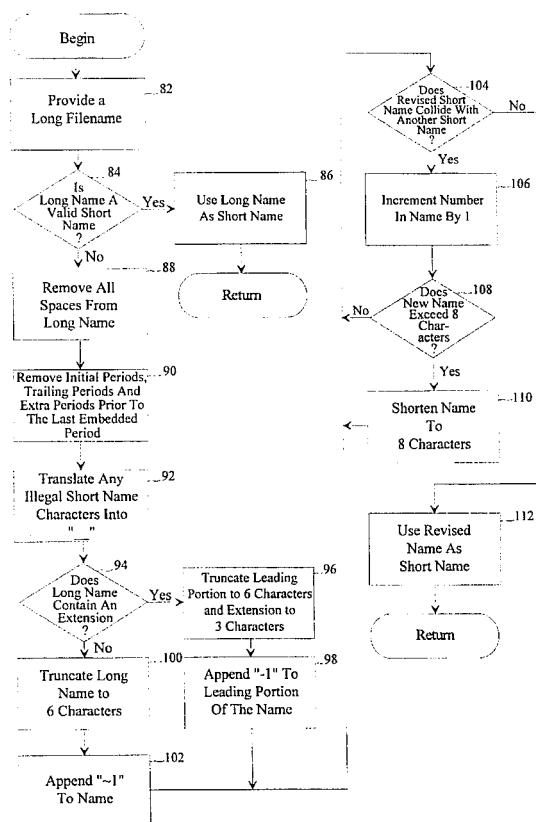 Begin
82
Provide a
Long Filename
84
Is
Long Name A
Valid Short
Name
?
Yes
No
86
Use Long Name
As Short Name
Return
88
Remove All
Spaces From
Long Name
90
Remove Initial Periods,
Trailing Periods And
Extra Periods Prior To
The Last Embedded
Period
92
Translate Any
Illegal Short Name
Characters Into
"_"
94
Does
Long Name
Contain An
Extension
?
Yes
No
96
Truncate Leading
Portion to 6 Characters
and Extension to
3 Characters
98
Append "-1" To
Leading Portion
Of The Name
100
Truncate Long
Name to
6 Characters
102
Append "~1"
To Name
104
Does
Revised Short
Name Collide With
Another Short
Name
?
No
Yes
106
Increment Number
In Name By 1
108
Does
New Name
Exceed 8
Char-
acters
?
No
Yes
110
Shorten Name
To
8 Characters
112
Use Revised
Name As
Short Name
Return